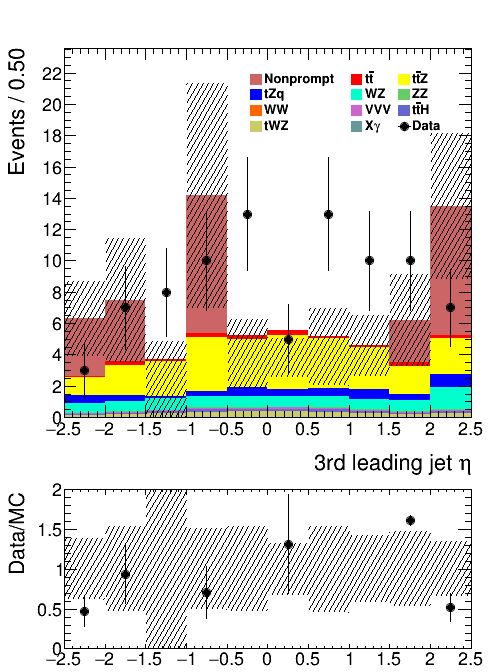 Events / 0.50
22
20
18
16
14
12
10
8
6
4
2
0
Nonprompt tt̄ tt̄Z
tZq WZ ZZ
WW VVV tt̄H
tWZ Xγ Data
−2.5 −2 −1.5 −1 −0.5 0 0.5 1 1.5 2 2.5
3rd leading jet η
Data/MC
2
1.5
1
0.5
0
−2.5 −2 −1.5 −1 −0.5 0 0.5 1 1.5 2 2.5